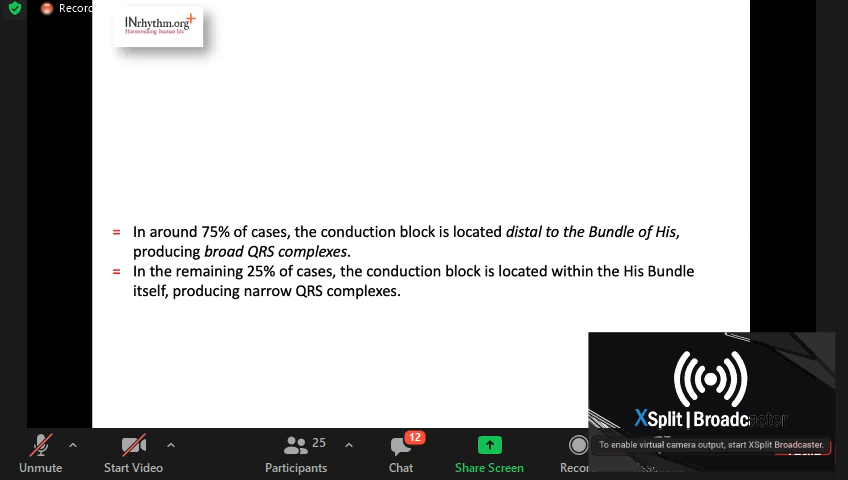 Recor
INrhythm.org
Harmonising human life
= In around 75% of cases, the conduction block is located distal to the Bundle of His,
producing broad QRS complexes.
= In the remaining 25% of cases, the conduction block is located within the His Bundle
itself, producing narrow QRS complexes.
XSplit | Broadcaster
To enable virtual camera output, start XSplit Broadcaster.
25
12
Unmute
Start Video
Participants
Chat
Share Screen
Recor